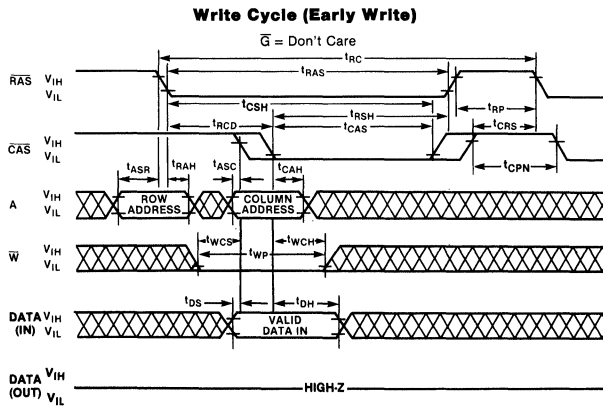 Write Cycle (Early Write)
G̅ = Don't Care
tRC
R̅A̅S̅ VIH
VIL
tRAS
tCSH
tRSH
tRP
tRCD
tCAS
tCRS
C̅A̅S̅ VIH
VIL
tCPN
tASR
tRAH
tASC
tCAH
A VIH
VIL
ROW
ADDRESS
COLUMN
ADDRESS
W̅ VIH
VIL
tWCS
tWCH
tWP
tDS
tDH
DATA VIH
(IN) VIL
VALID
DATA IN
DATA VIH
(OUT) VIL
HIGH-Z